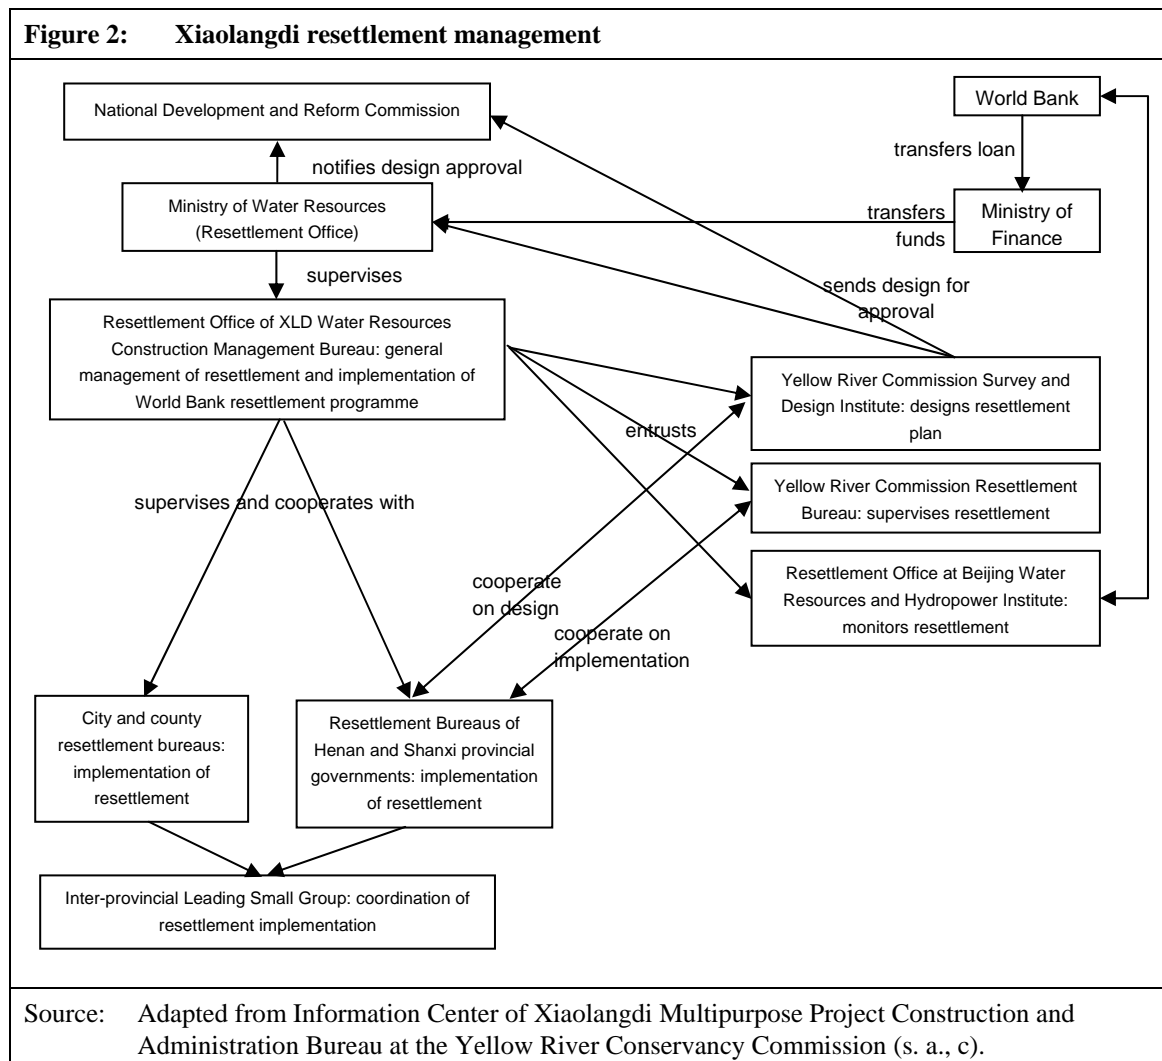 Figure 2: Xiaolangdi resettlement management
National Development and Reform Commission
World Bank
transfers loan
notifies design approval
Ministry of Water Resources
(Resettlement Office)
transfers
funds
Ministry of
Finance
supervises
sends design for
approval
Resettlement Office of XLD Water Resources
Construction Management Bureau: general
management of resettlement and implementation of
World Bank resettlement programme
Yellow River Commission Survey and
Design Institute: designs resettlement
plan
entrusts
Yellow River Commission Resettlement
Bureau: supervises resettlement
supervises and cooperates with
Resettlement Office at Beijing Water
Resources and Hydropower Institute:
monitors resettlement
cooperate
on design
cooperate on
implementation
City and county
resettlement bureaus:
implementation of
resettlement
Resettlement Bureaus of
Henan and Shanxi provincial
governments: implementation
of resettlement
Inter-provincial Leading Small Group: coordination of
resettlement implementation
Source: Adapted from Information Center of Xiaolangdi Multipurpose Project Construction and
Administration Bureau at the Yellow River Conservancy Commission (s. a., c).